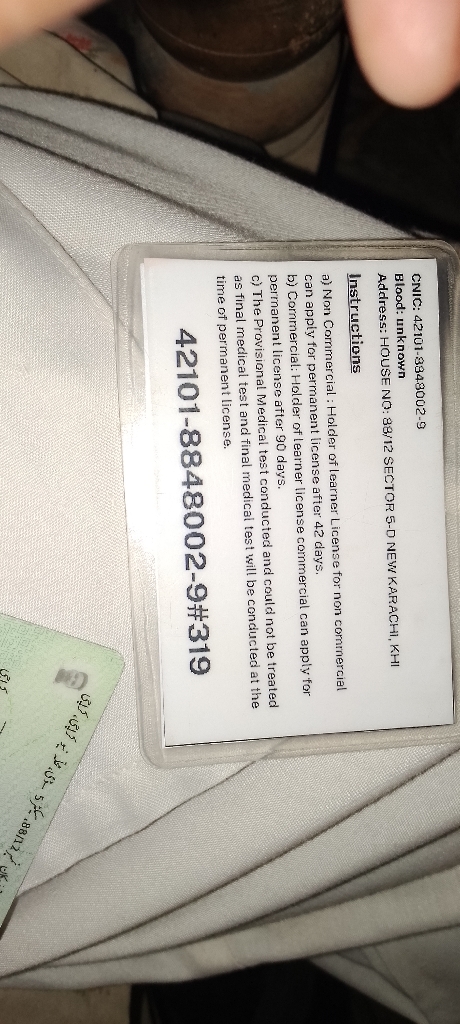 CNIC: 42101-8848002-9
Blood: unknown
Address: HOUSE NO: 88/12 SECTOR 5-D NEW KARACHI, KHI
Instructions
a) Non Commercial : Holder of learner License for non commercial
can apply for permanent license after 42 days.
b) Commercial: Holder of learner license commercial can apply for
permanent license after 90 days.
c) The Provisional Medical test conducted and could not be treated
as final medical test and final medical test will be conducted at the
time of permanent license.
42101-8848002-9#319
88/12